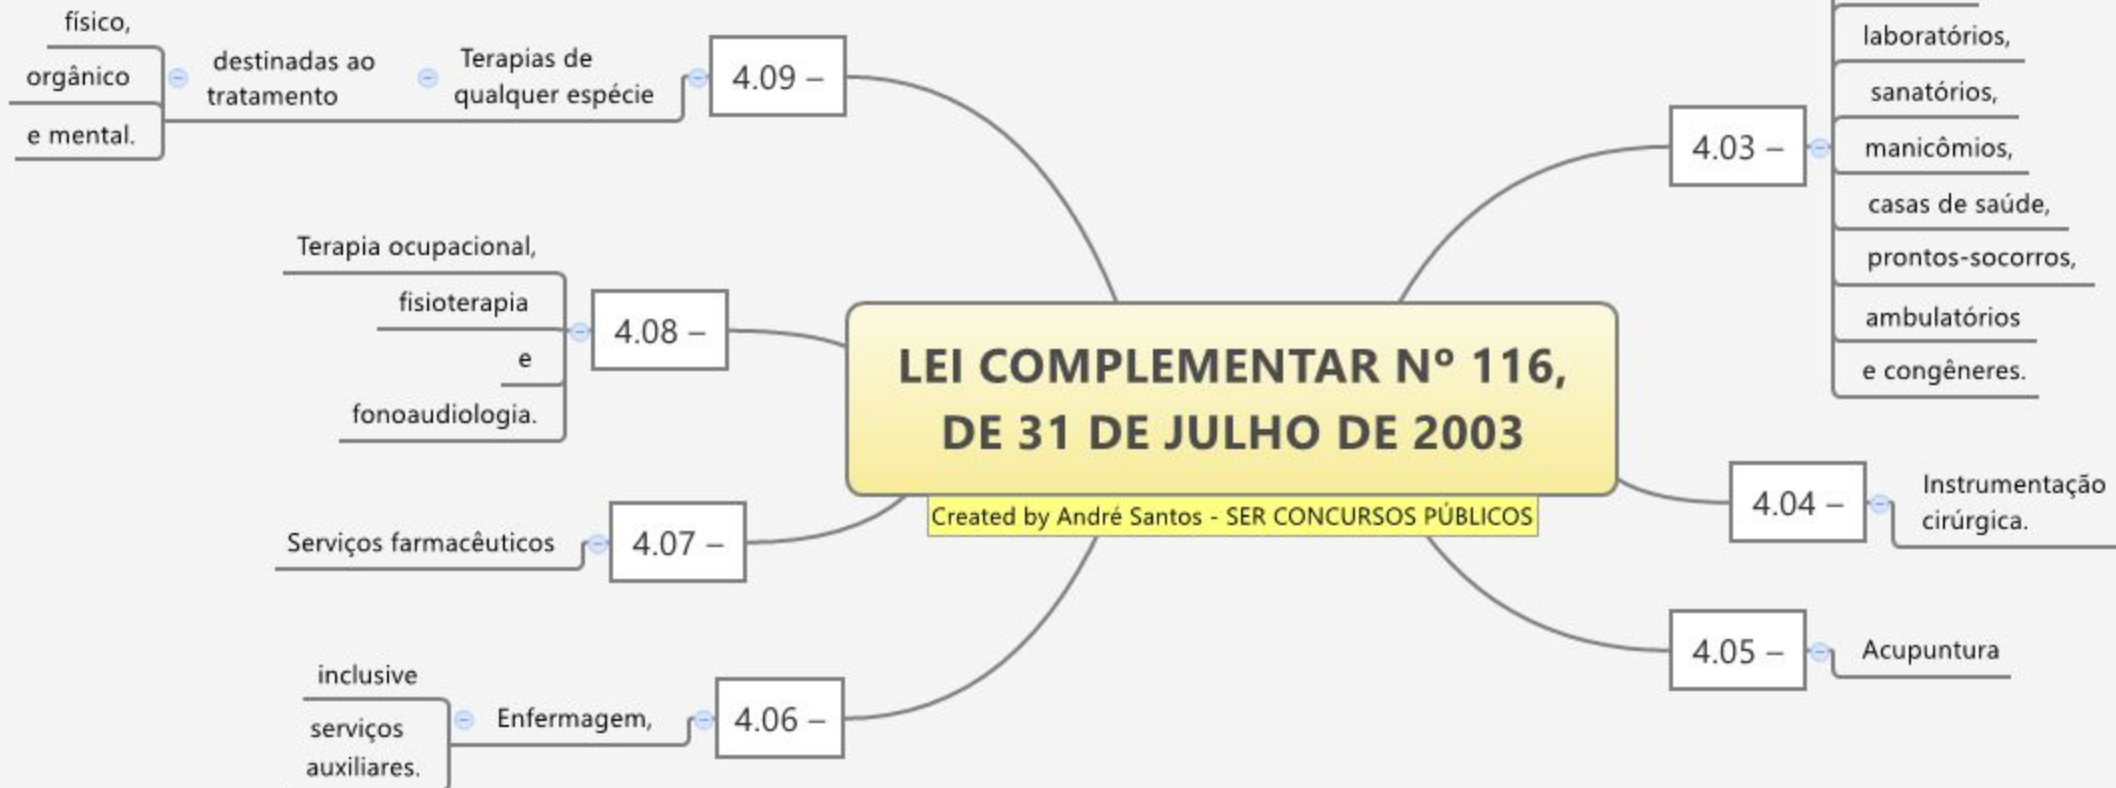 LEI COMPLEMENTAR Nº 116,
DE 31 DE JULHO DE 2003
Created by André Santos - SER CONCURSOS PÚBLICOS
4.03 –
laboratórios,
sanatórios,
manicômios,
casas de saúde,
prontos-socorros,
ambulatórios
e congêneres.
4.04 –
Instrumentação
cirúrgica.
4.05 –
Acupuntura
4.06 –
Enfermagem,
inclusive
serviços
auxiliares.
4.07 –
Serviços farmacêuticos
4.08 –
Terapia ocupacional,
fisioterapia
e
fonoaudiologia.
4.09 –
Terapias de
qualquer espécie
destinadas ao
tratamento
físico,
orgânico
e mental.